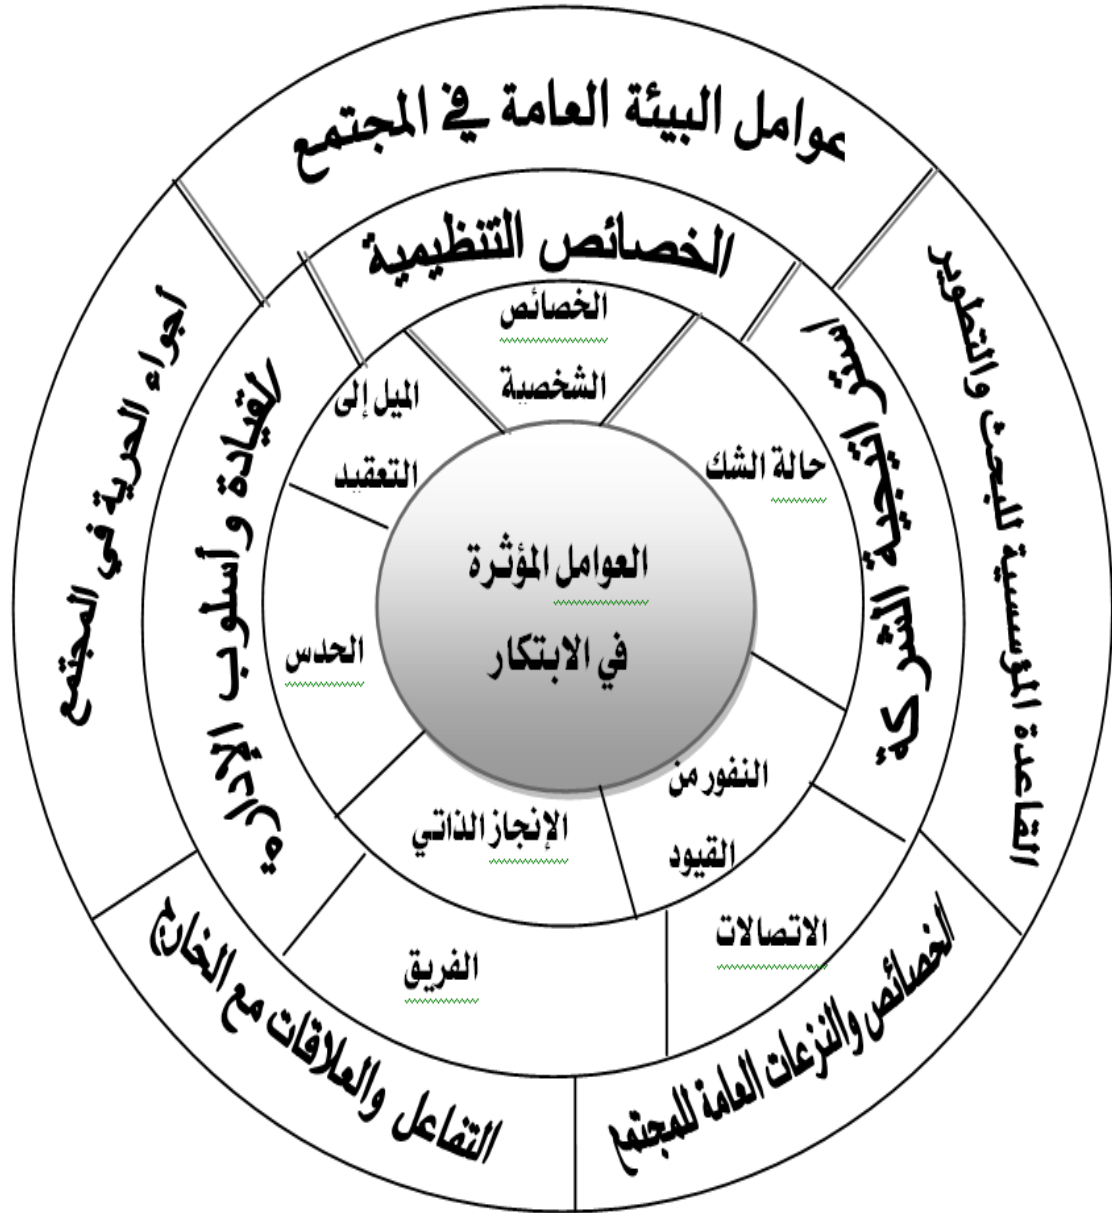 عوامل البيئة العامة في المجتمع
الخصائص التنظيمية
الخصائص
الشخصية
الميل إلى
التعقيد
حالة الشك
العوامل المؤثرة
في الابتكار
الحدس
النفور من
القيود
الإنجاز الذاتي
الاتصالات
الفريق
استراتيجية الشركة
القيادة وأسلوب الإدارة
القاعدة المؤسسية للبحث والتطوير
أجواء الحرية في المجتمع
الخصائص والنزعات العامة للمجتمع
التفاعل والعلاقات مع الخارج